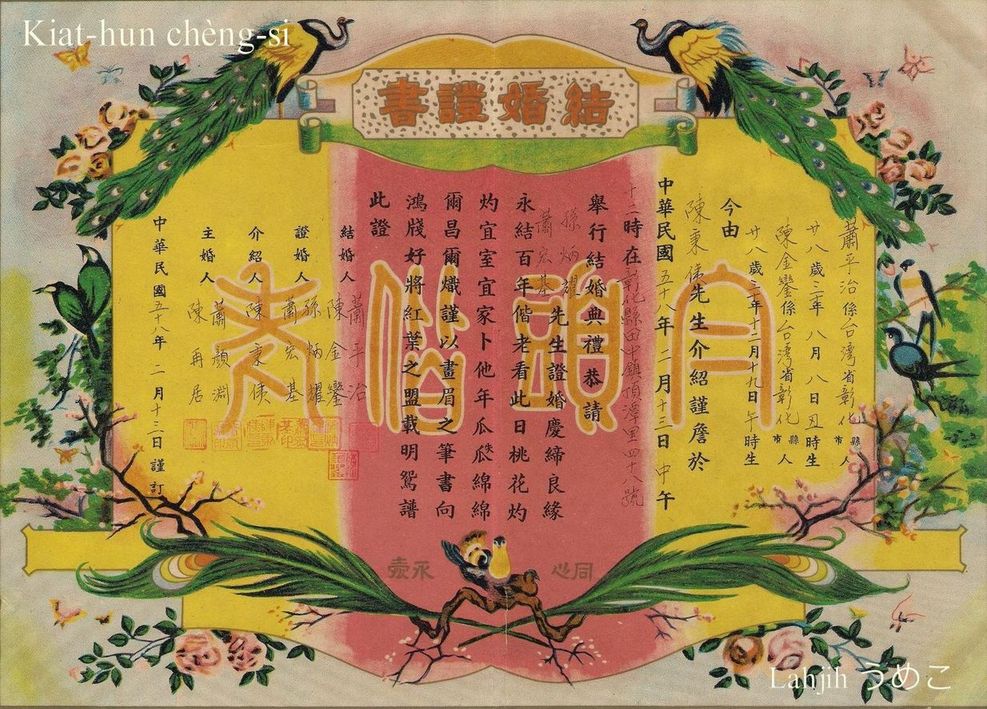 Kiat-hun chèng-si
結婚證書
蕭平治係台灣省彰化縣市人
廿八歲三年八月八日丑時生
陳金鑾係台灣省彰化縣市人
廿八歲三年十二月十九日午時生
今由
陳秉侯先生介紹謹詹於
中華民國五十八年二月十三日中午
十二時在彰化縣田中鎮頂潭里四十八號
舉行結婚典禮恭請
孫炳耀
蕭宏基先生證婚慶締良緣
永結百年偕老看此日桃花灼
灼宜室宜家卜他年瓜瓞綿綿
爾昌爾熾謹以畫眉之筆書向
鴻牋好將紅葉之盟載明鴛譜
此證
結婚人 蕭平治
陳金鑾
證婚人 孫炳耀
蕭宏基
介紹人 陳秉侯
主婚人 蕭顏淵
陳再居
中華民國五十八年二月十三日謹訂
白頭偕老
同心
永
Lahjih うめこ